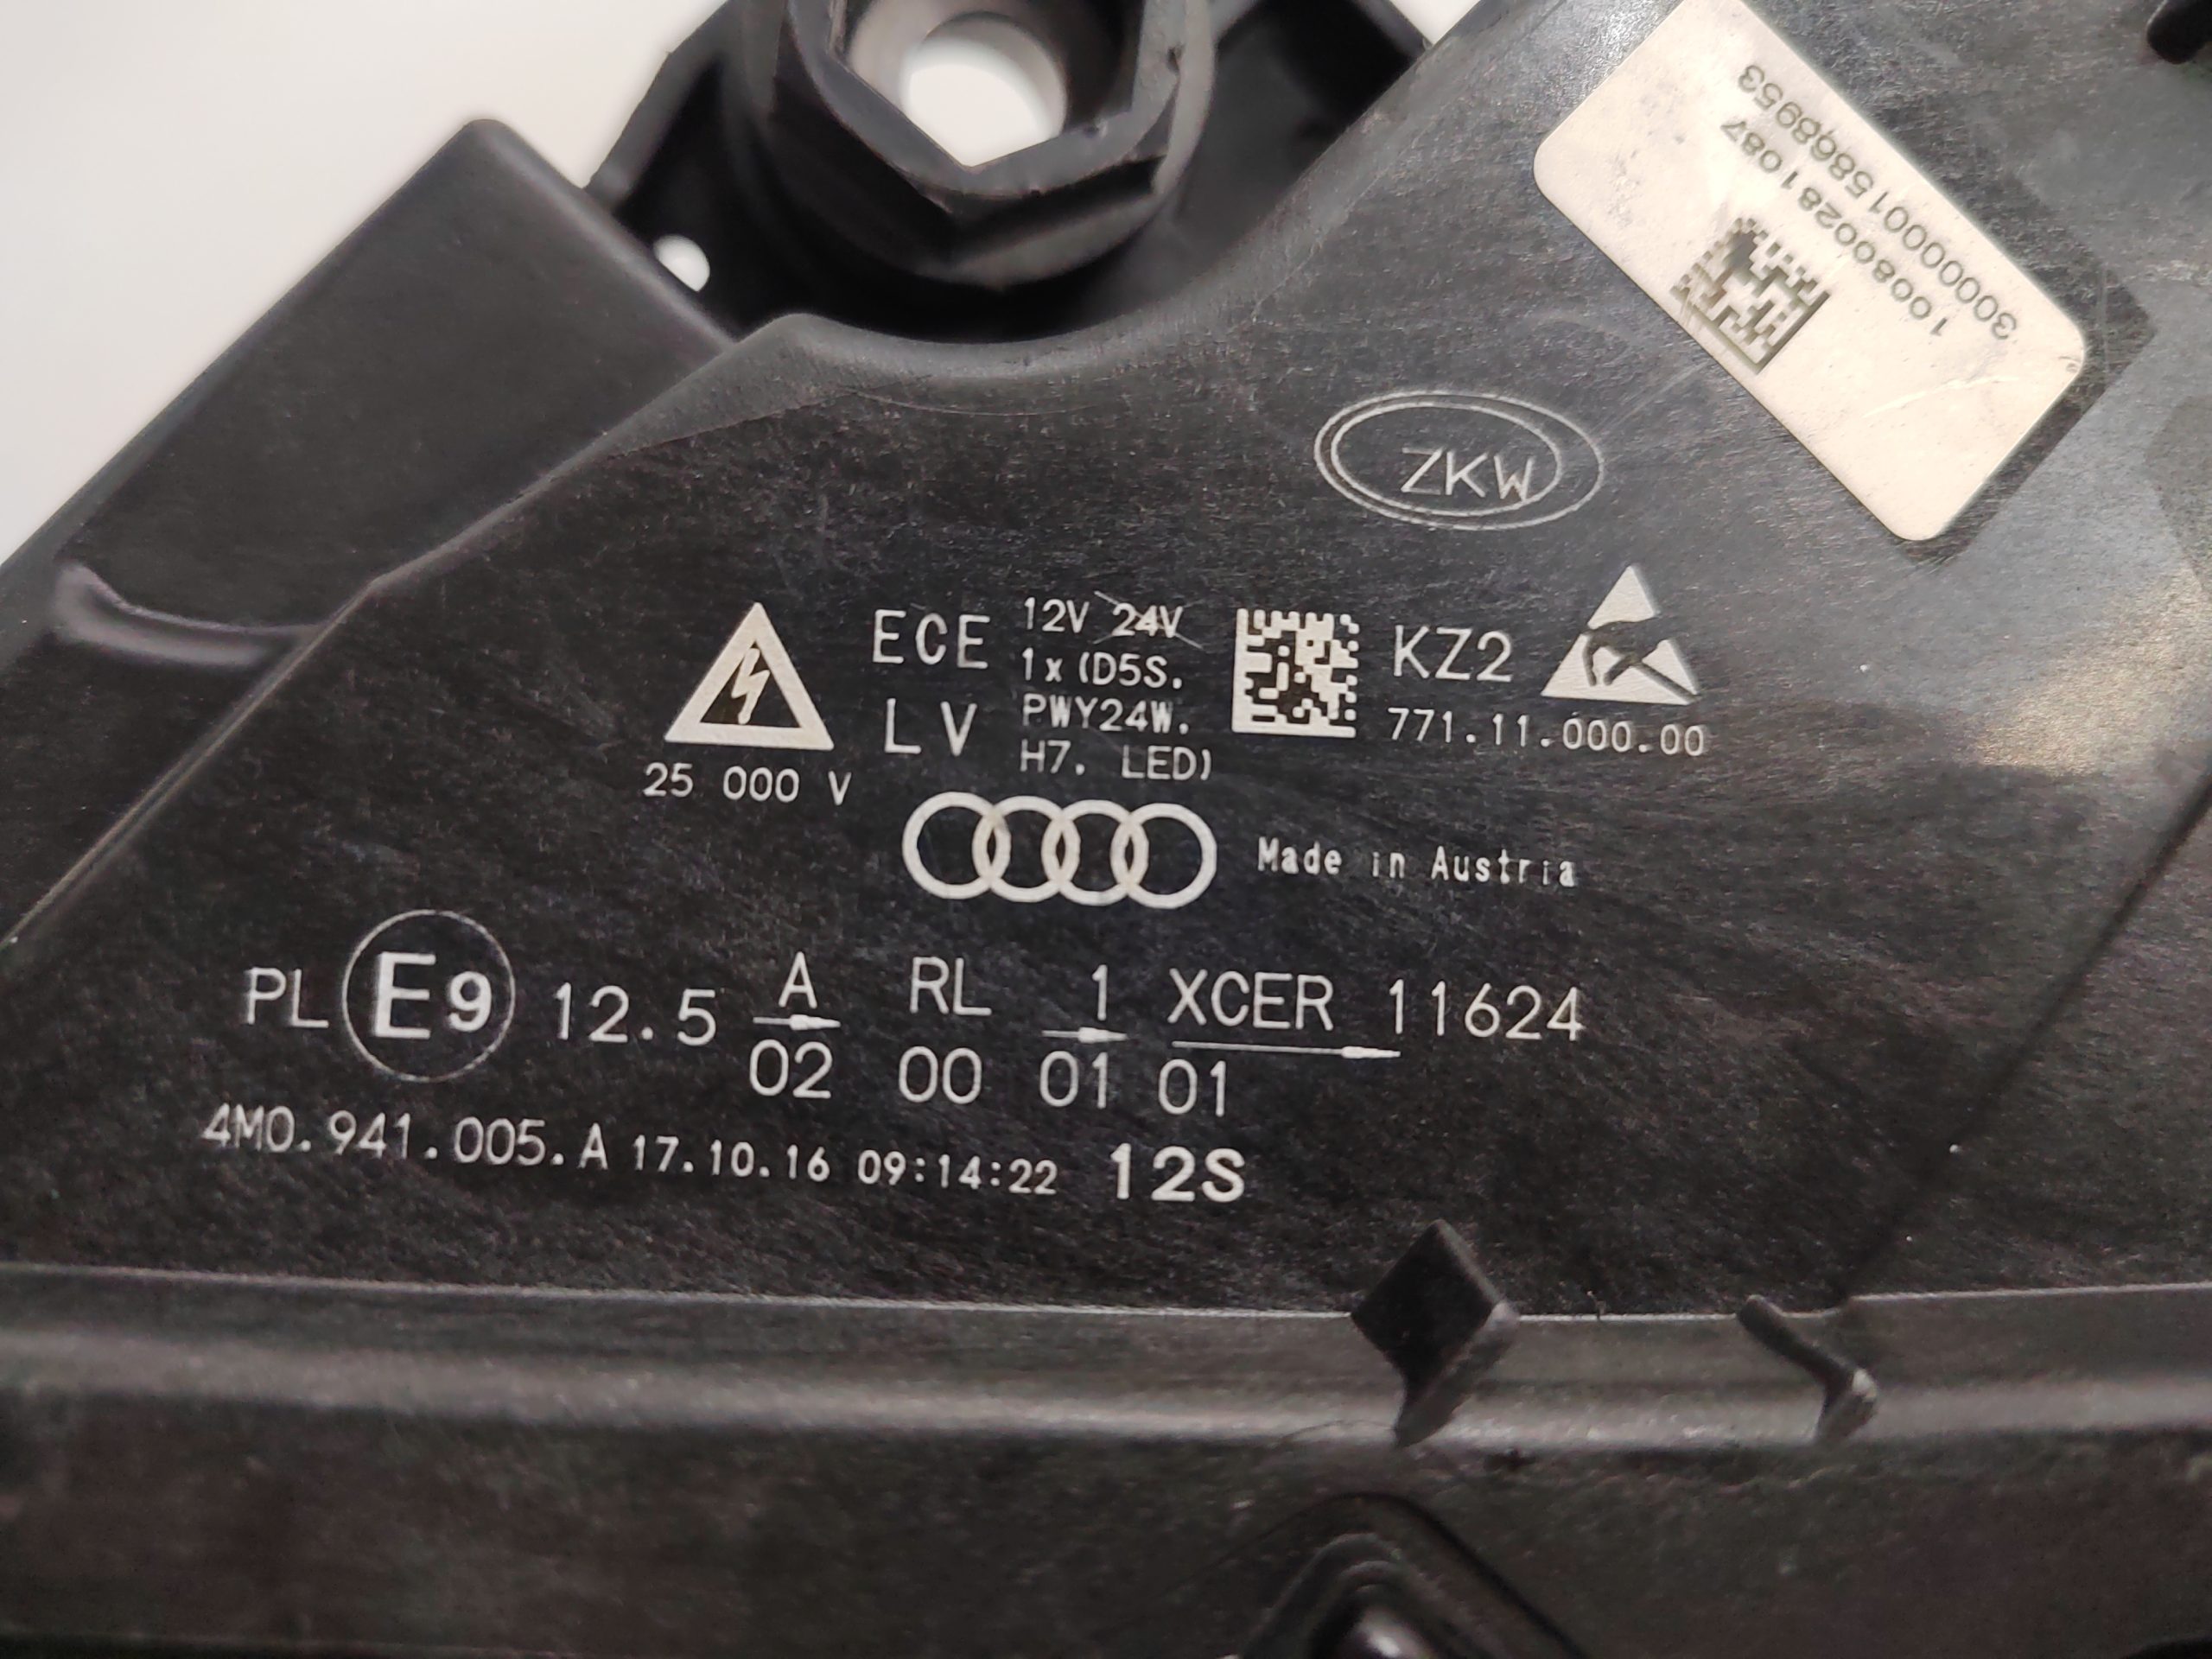 100800281087
3000000158689953
ZKW
ECE 12V 24V
1x (D5S.
LV PWY24W.
H7. LED)
KZ2
771.11.000.00
25 000 V
Made in Austria
PL E9 12.5 A RL 1 XCER 11624
02 00 01 01
4M0.941.005.A 17.10.16 09:14:22 12S